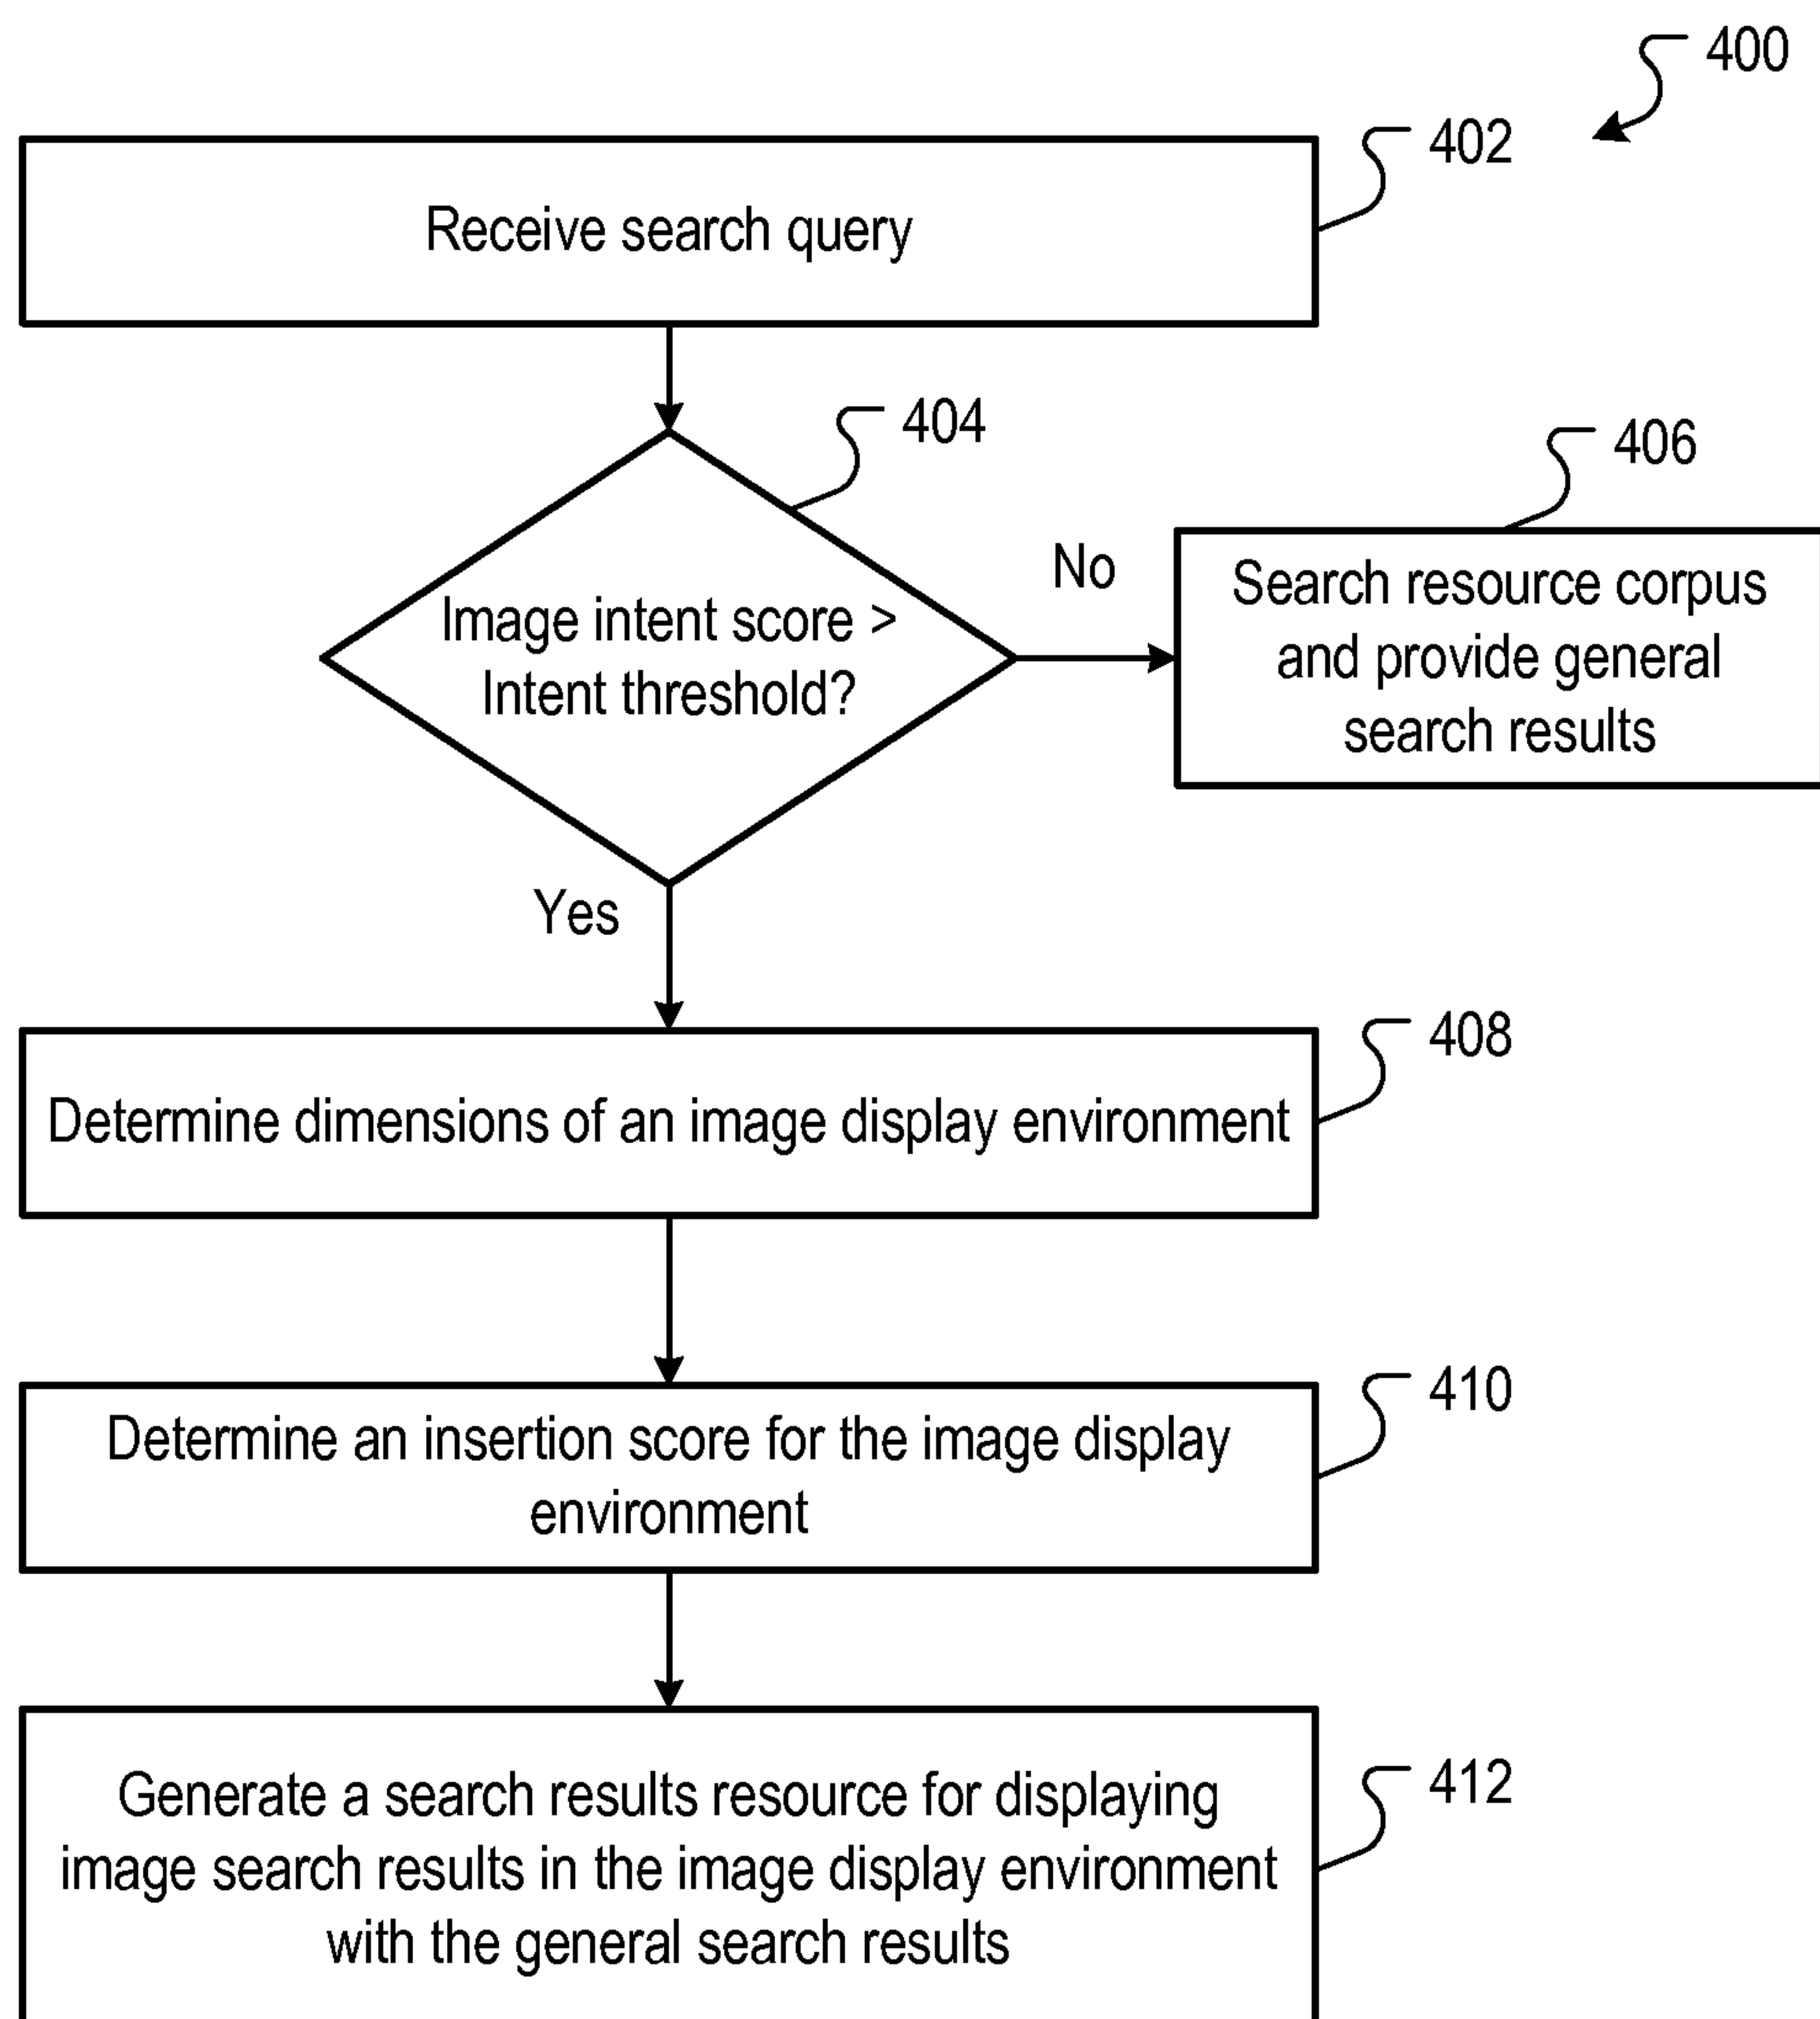 400
402
Receive search query
404
406
No
Search resource corpus
and provide general
search results
Image intent score >
Intent threshold?
Yes
408
Determine dimensions of an image display environment
410
Determine an insertion score for the image display
environment
412
Generate a search results resource for displaying
image search results in the image display environment
with the general search results